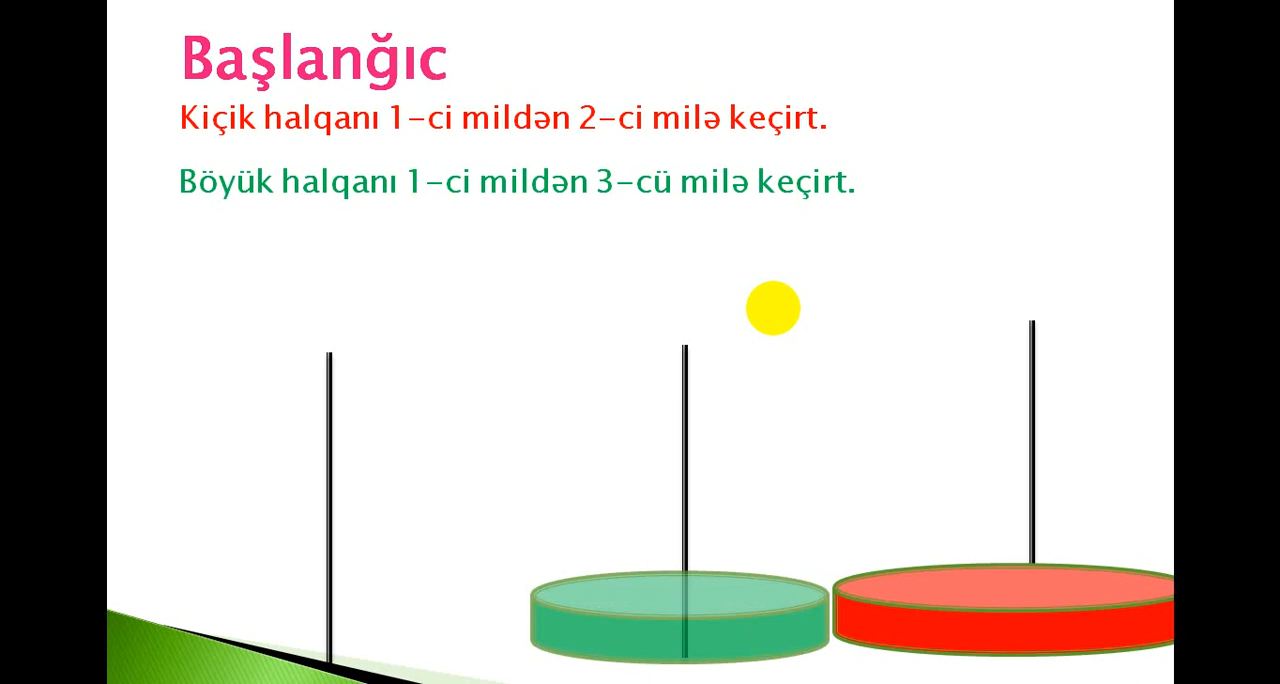 Başlanğıc
Kiçik halqanı 1-ci mildən 2-ci milə keçirt.
Böyük halqanı 1-ci mildən 3-cü milə keçirt.